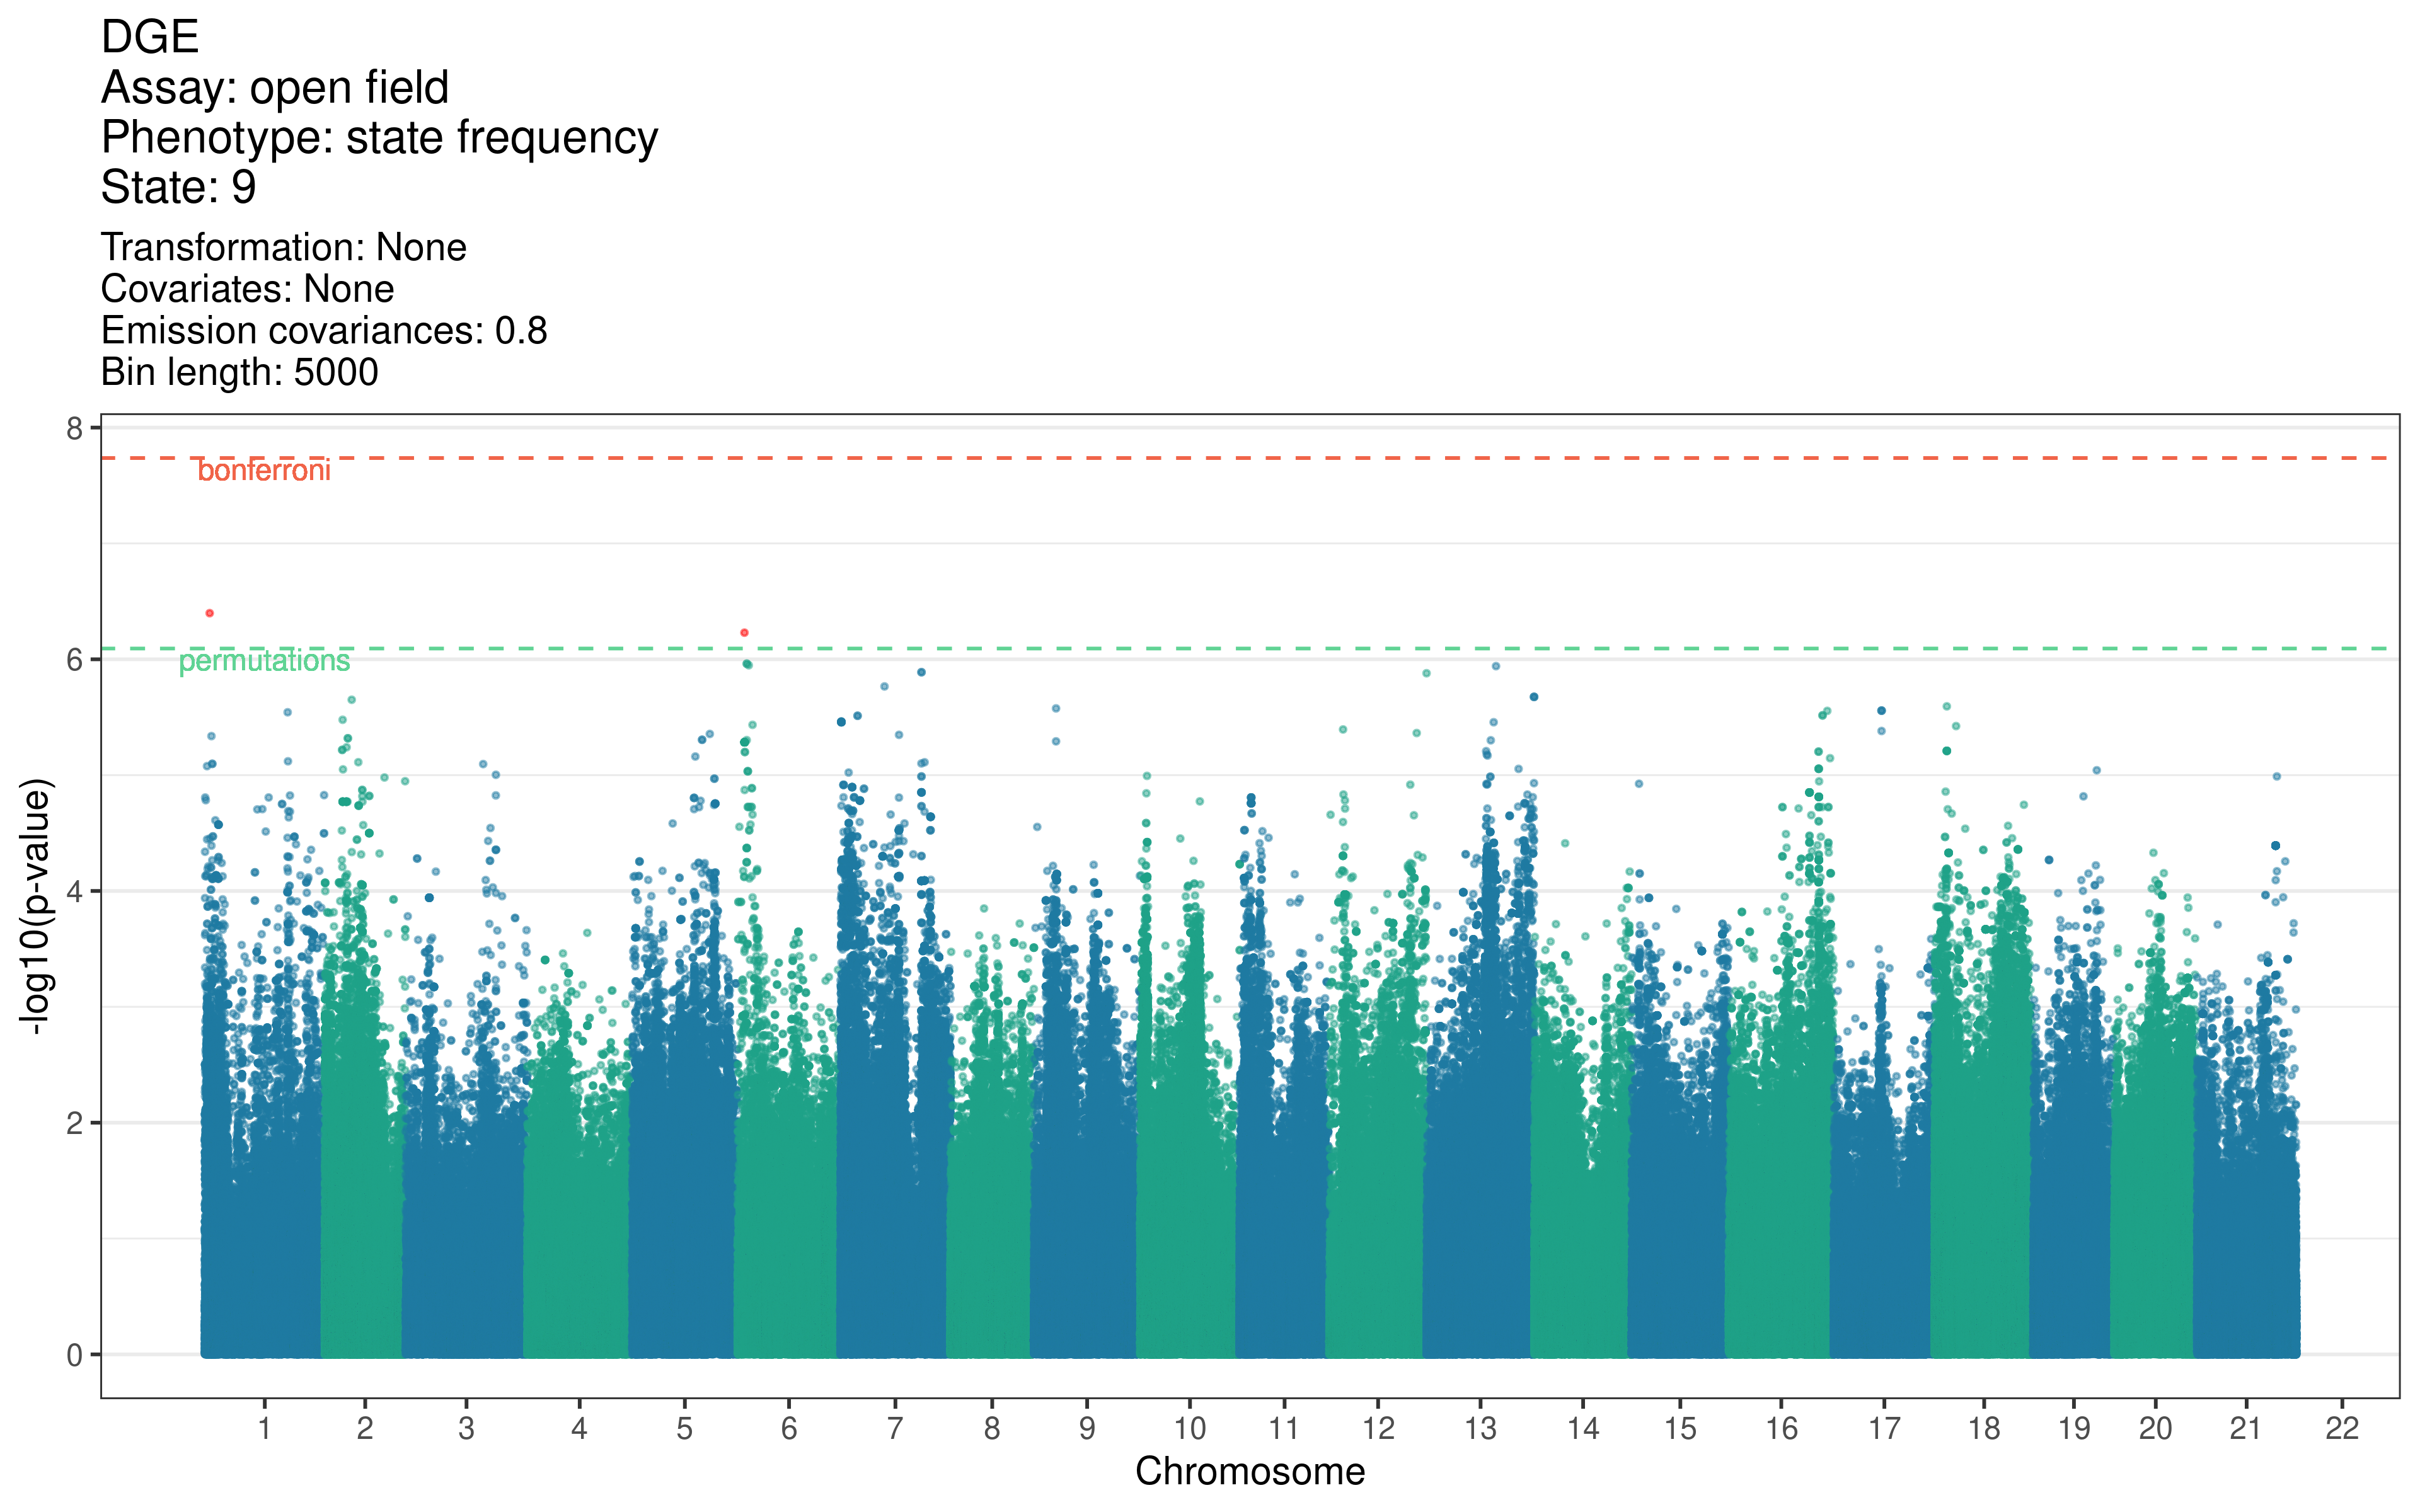 DGE
Assay: open field
Phenotype: state frequency
State: 9
Transformation: None
Covariates: None
Emission covariances: 0.8
Bin length: 5000
8
bonferroni
6
permutations
4
2
0
-log10(p-value)
1 2 3 4 5 6 7 8 9 10 11 12 13 14 15 16 17 18 19 20 21 22
Chromosome